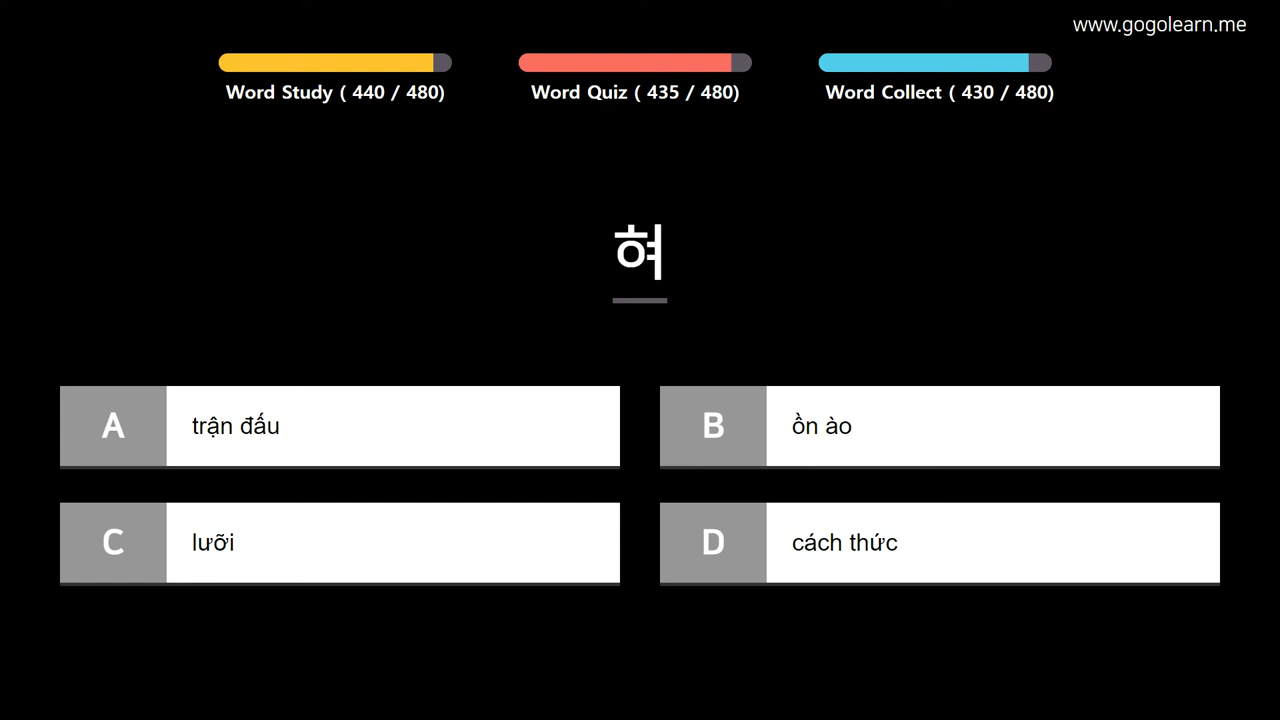 www.gogolearn.me
Word Study ( 440 / 480)
Word Quiz ( 435 / 480)
Word Collect ( 430 / 480)
혀
A trận đấu
B ồn ào
C lưỡi
D cách thức